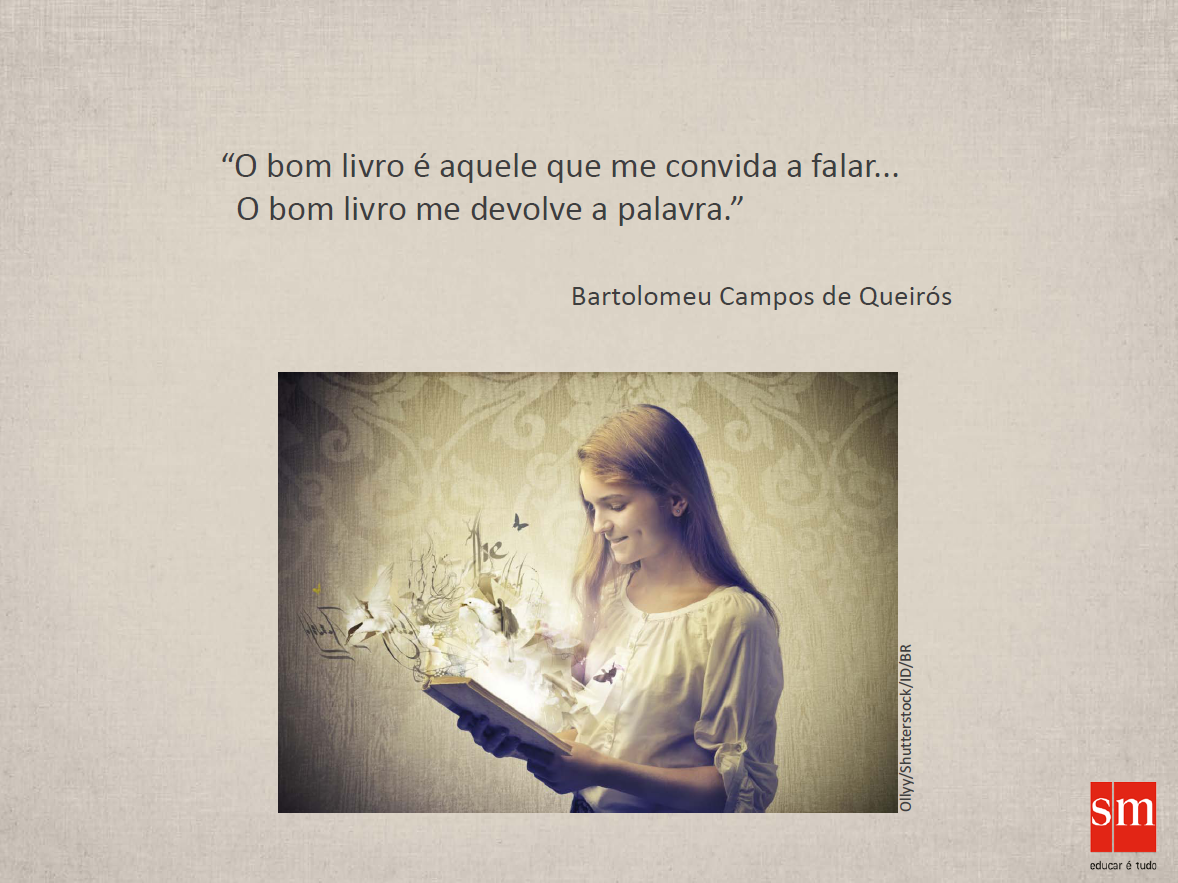 “O bom livro é aquele que me convida a falar...
O bom livro me devolve a palavra.”
Bartolomeu Campos de Queirós
the
Ollyy/Shutterstock/ID/BR
sm
educar é tudo